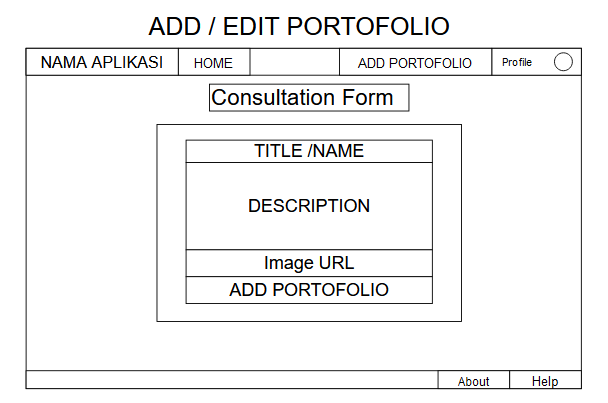 ADD / EDIT PORTOFOLIO
NAMA APLIKASI HOME ADD PORTOFOLIO Profile
Consultation Form
TITLE /NAME
DESCRIPTION
Image URL
ADD PORTOFOLIO
About Help